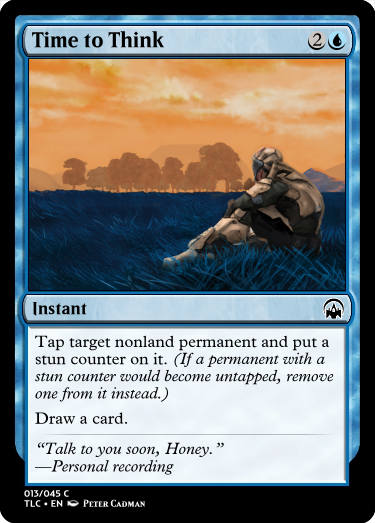 Time to Think 2
Instant
Tap target nonland permanent and put a
stun counter on it. (If a permanent with a
stun counter would become untapped, remove
one from it instead.)
Draw a card.
“Talk to you soon, Honey.”
—Personal recording
013/045 C
TLC • EN Peter Cadman